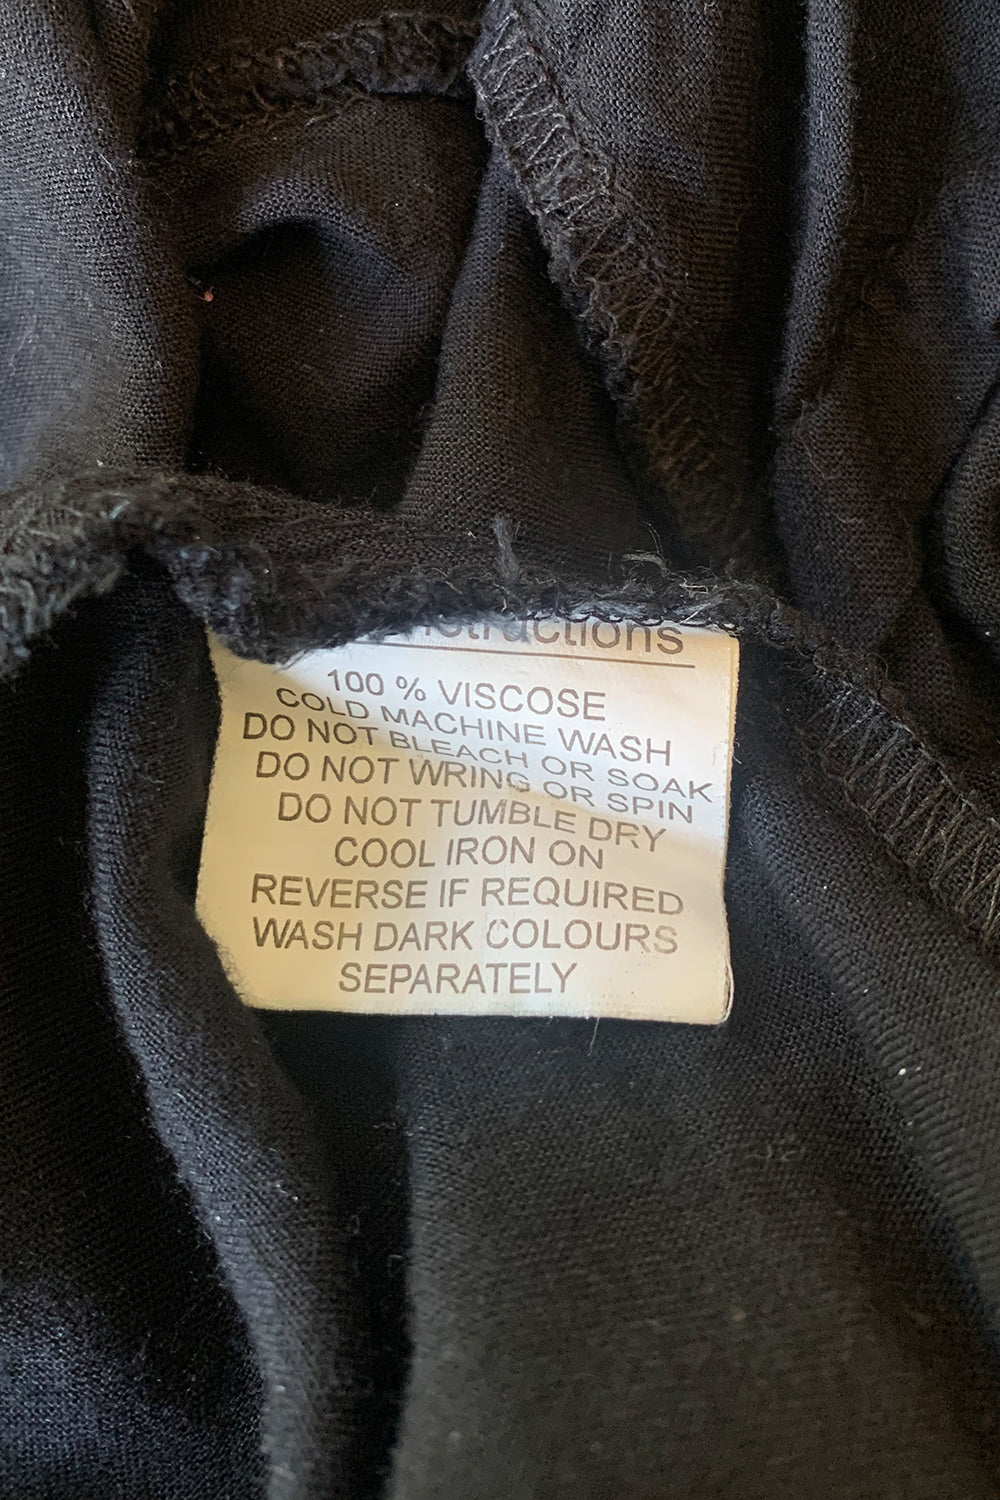 100 % VISCOSE
COLD MACHINE WASH
DO NOT BLEACH OR SOAK
DO NOT WRING OR SPIN
DO NOT TUMBLE DRY
COOL IRON ON
REVERSE IF REQUIRED
WASH DARK COLOURS
SEPARATELY